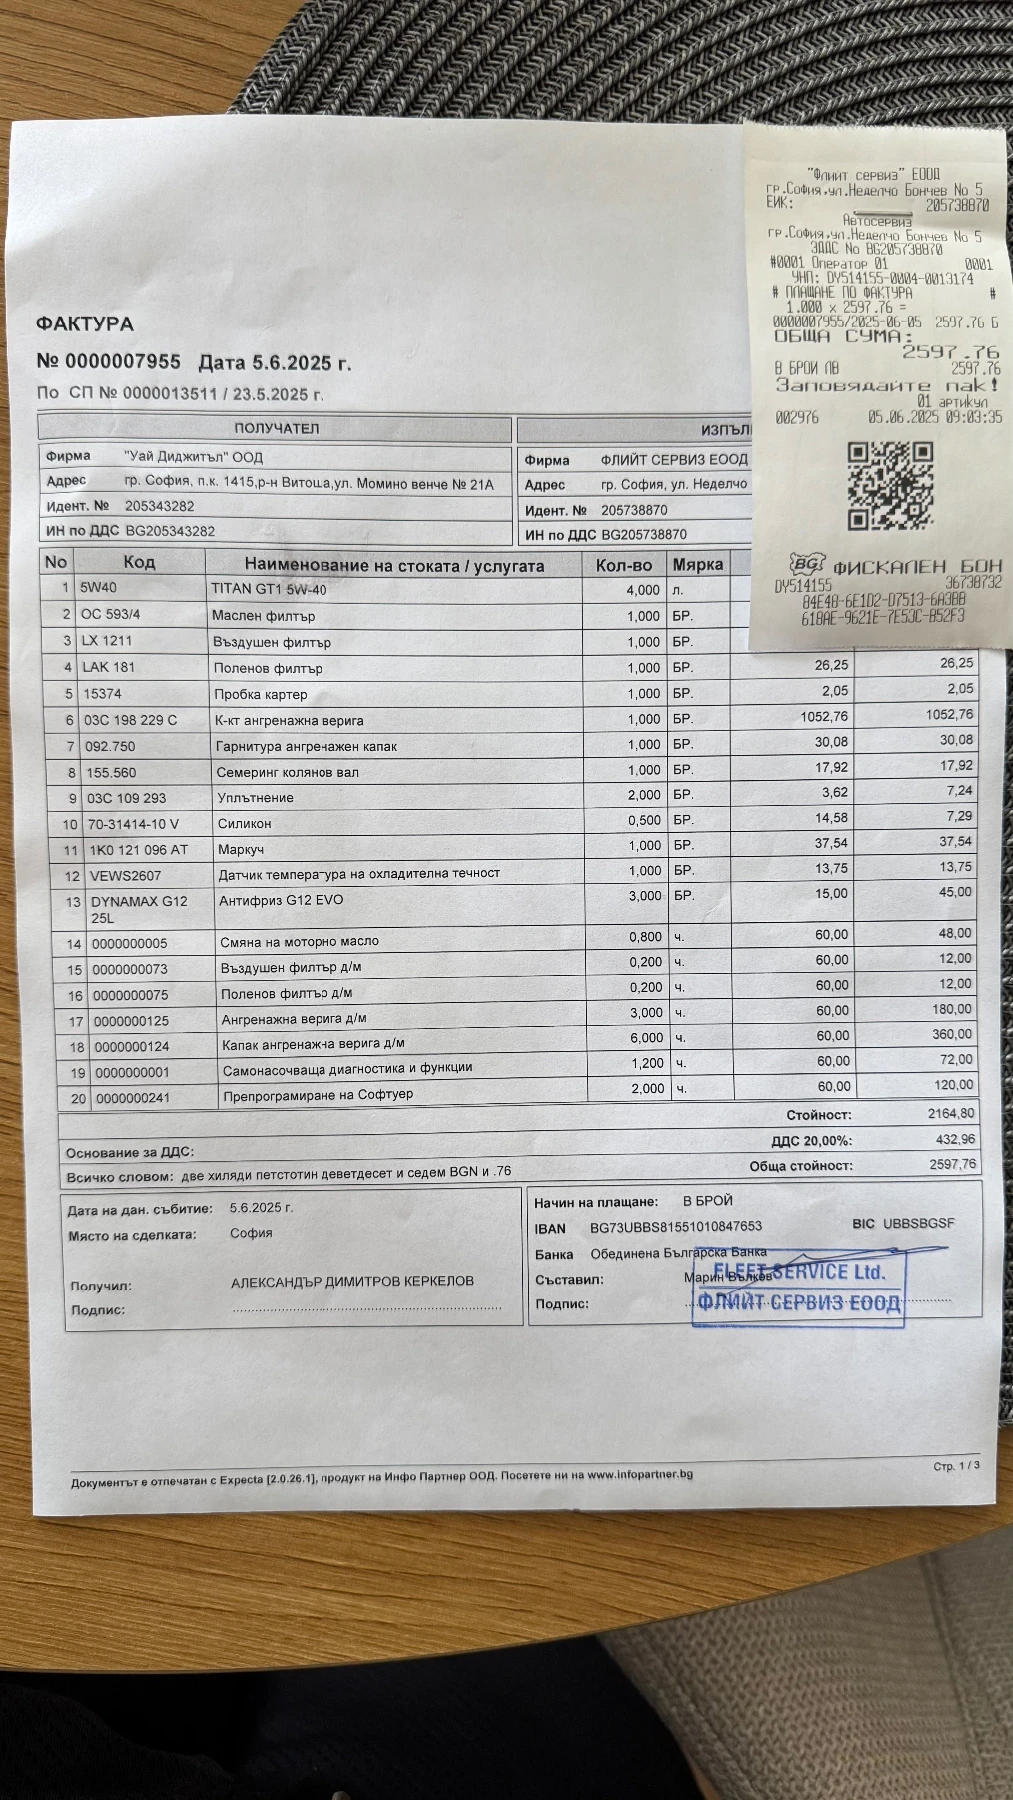 "Флиит сервиз" ЕООД
гр.София,ул.Неделчо Бончев No 5
ЕИК: 205738870
Автосервиз
гр.София,ул.Неделчо Бончев No 5
ЗДДС No BG205738870
#0001 Оператор 01 0001
УНП: DY514155-0004-0013174
# ПЛАЩАНЕ ПО ФАКТУРА #
1.000 x 2597.76 =
0000007955/2025-06-05 2597.76 Б
ОБЩА СУМА:
2597.76
В БРОЙ ЛВ 2597.76
Заповядайте пак!
01 артикул
002976 05.06.2025 09:03:35
BG ФИСКАЛЕН БОН
DY514155 36738732
84E48-6E1D2-D7513-6A3BB
618AE-9621E-7E53C-B52F3
ФАКТУРА
№ 0000007955 Дата 5.6.2025 г.
По СП № 0000013511 / 23.5.2025 г.
ПОЛУЧАТЕЛ
Фирма "Уай Диджитъл" ООД
Адрес гр. София, п.к. 1415,р-н Витоша,ул. Момино венче № 21А
Идент. № 205343282
ИН по ДДС BG205343282
ИЗПЪЛ
Фирма ФЛИЙТ СЕРВИЗ ЕООД
Адрес гр. София, ул. Неделчо
Идент. № 205738870
ИН по ДДС BG205738870
No Код Наименование на стоката / услугата Кол-во Мярка
1 5W40 TITAN GT1 5W-40 4,000 л.
2 OC 593/4 Маслен филтър 1,000 БР.
3 LX 1211 Въздушен филтър 1,000 БР.
4 LAK 181 Поленов филтър 1,000 БР. 26,25 26,25
5 15374 Пробка картер 1,000 БР. 2,05 2,05
6 03C 198 229 C К-кт ангренажна верига 1,000 БР. 1052,76 1052,76
7 092.750 Гарнитура ангренажен капак 1,000 БР. 30,08 30,08
8 155.560 Семеринг колянов вал 1,000 БР. 17,92 17,92
9 03C 109 293 Уплътнение 2,000 БР. 3,62 7,24
10 70-31414-10 V Силикон 0,500 БР. 14,58 7,29
11 1K0 121 096 AT Маркуч 1,000 БР. 37,54 37,54
12 VEWS2607 Датчик температура на охладителна течност 1,000 БР. 13,75 13,75
13 DYNAMAX G12 Антифриз G12 EVO 3,000 БР. 15,00 45,00
25L
14 0000000005 Смяна на моторно масло 0,800 ч. 60,00 48,00
15 0000000073 Въздушен филтър д/м 0,200 ч. 60,00 12,00
16 0000000075 Поленов филтър д/м 0,200 ч. 60,00 12,00
17 0000000125 Ангренажна верига д/м 3,000 ч. 60,00 180,00
18 0000000124 Капак ангренажна верига д/м 6,000 ч. 60,00 360,00
19 0000000001 Самонасочваща диагностика и функции 1,200 ч. 60,00 72,00
20 0000000241 Препрограмиране на Софтуер 2,000 ч. 60,00 120,00
Стойност: 2164,80
Основание за ДДС: ДДС 20,00%: 432,96
Всичко словом: две хиляди петстотин деветдесет и седем BGN и .76 Обща стойност: 2597,76
Дата на дан. събитие: 5.6.2025 г.
Място на сделката: София
Получил: АЛЕКСАНДЪР ДИМИТРОВ КЕРКЕЛОВ
Подпис:
Начин на плащане: В БРОЙ
IBAN BG73UBBS81551010847653 BIC UBBSBGSF
Банка Обединена Българска Банка
Съставил: Марин Вълков
Подпис:
FLEET SERVICE Ltd.
ФЛИЙТ СЕРВИЗ ЕООД
Документът е отпечатан с Expecta [2.0.26.1], продукт на Инфо Партнер ООД. Посетете ни на www.infopartner.bg
Стр. 1 / 3